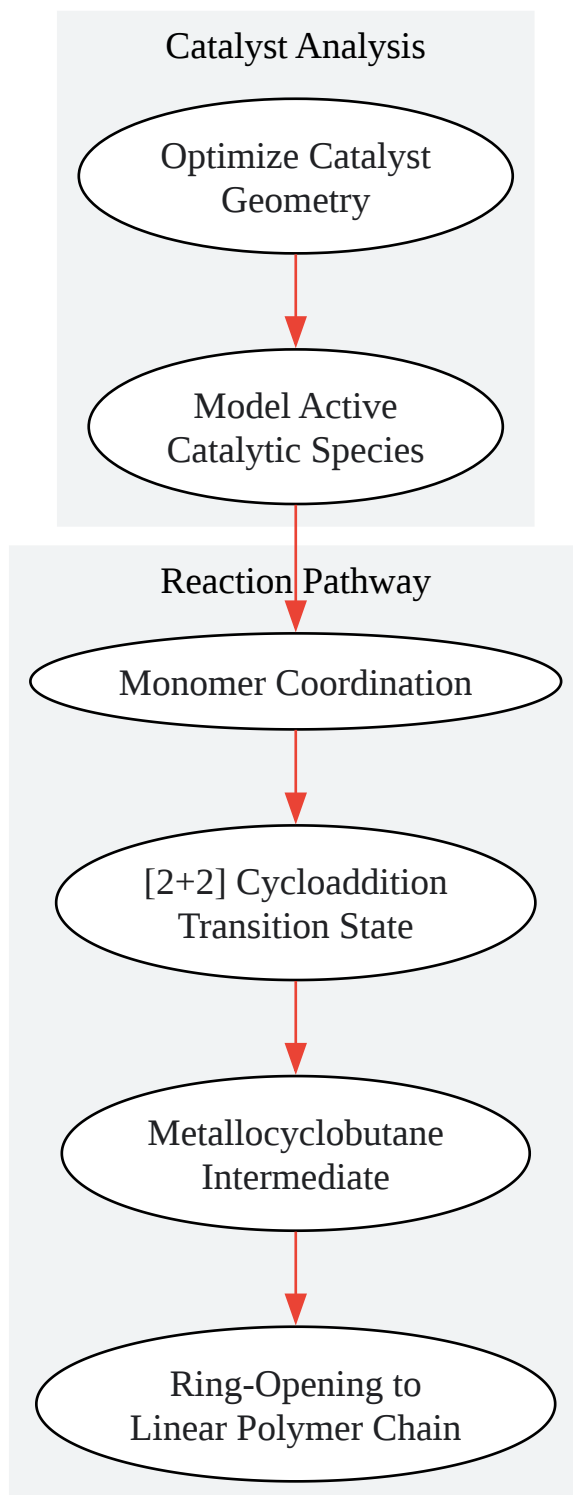 Catalyst Analysis
Optimize Catalyst
Geometry
Model Active
Catalytic Species
Reaction Pathway
Monomer Coordination
[2+2] Cycloaddition
Transition State
Metallocyclobutane
Intermediate
Ring-Opening to
Linear Polymer Chain